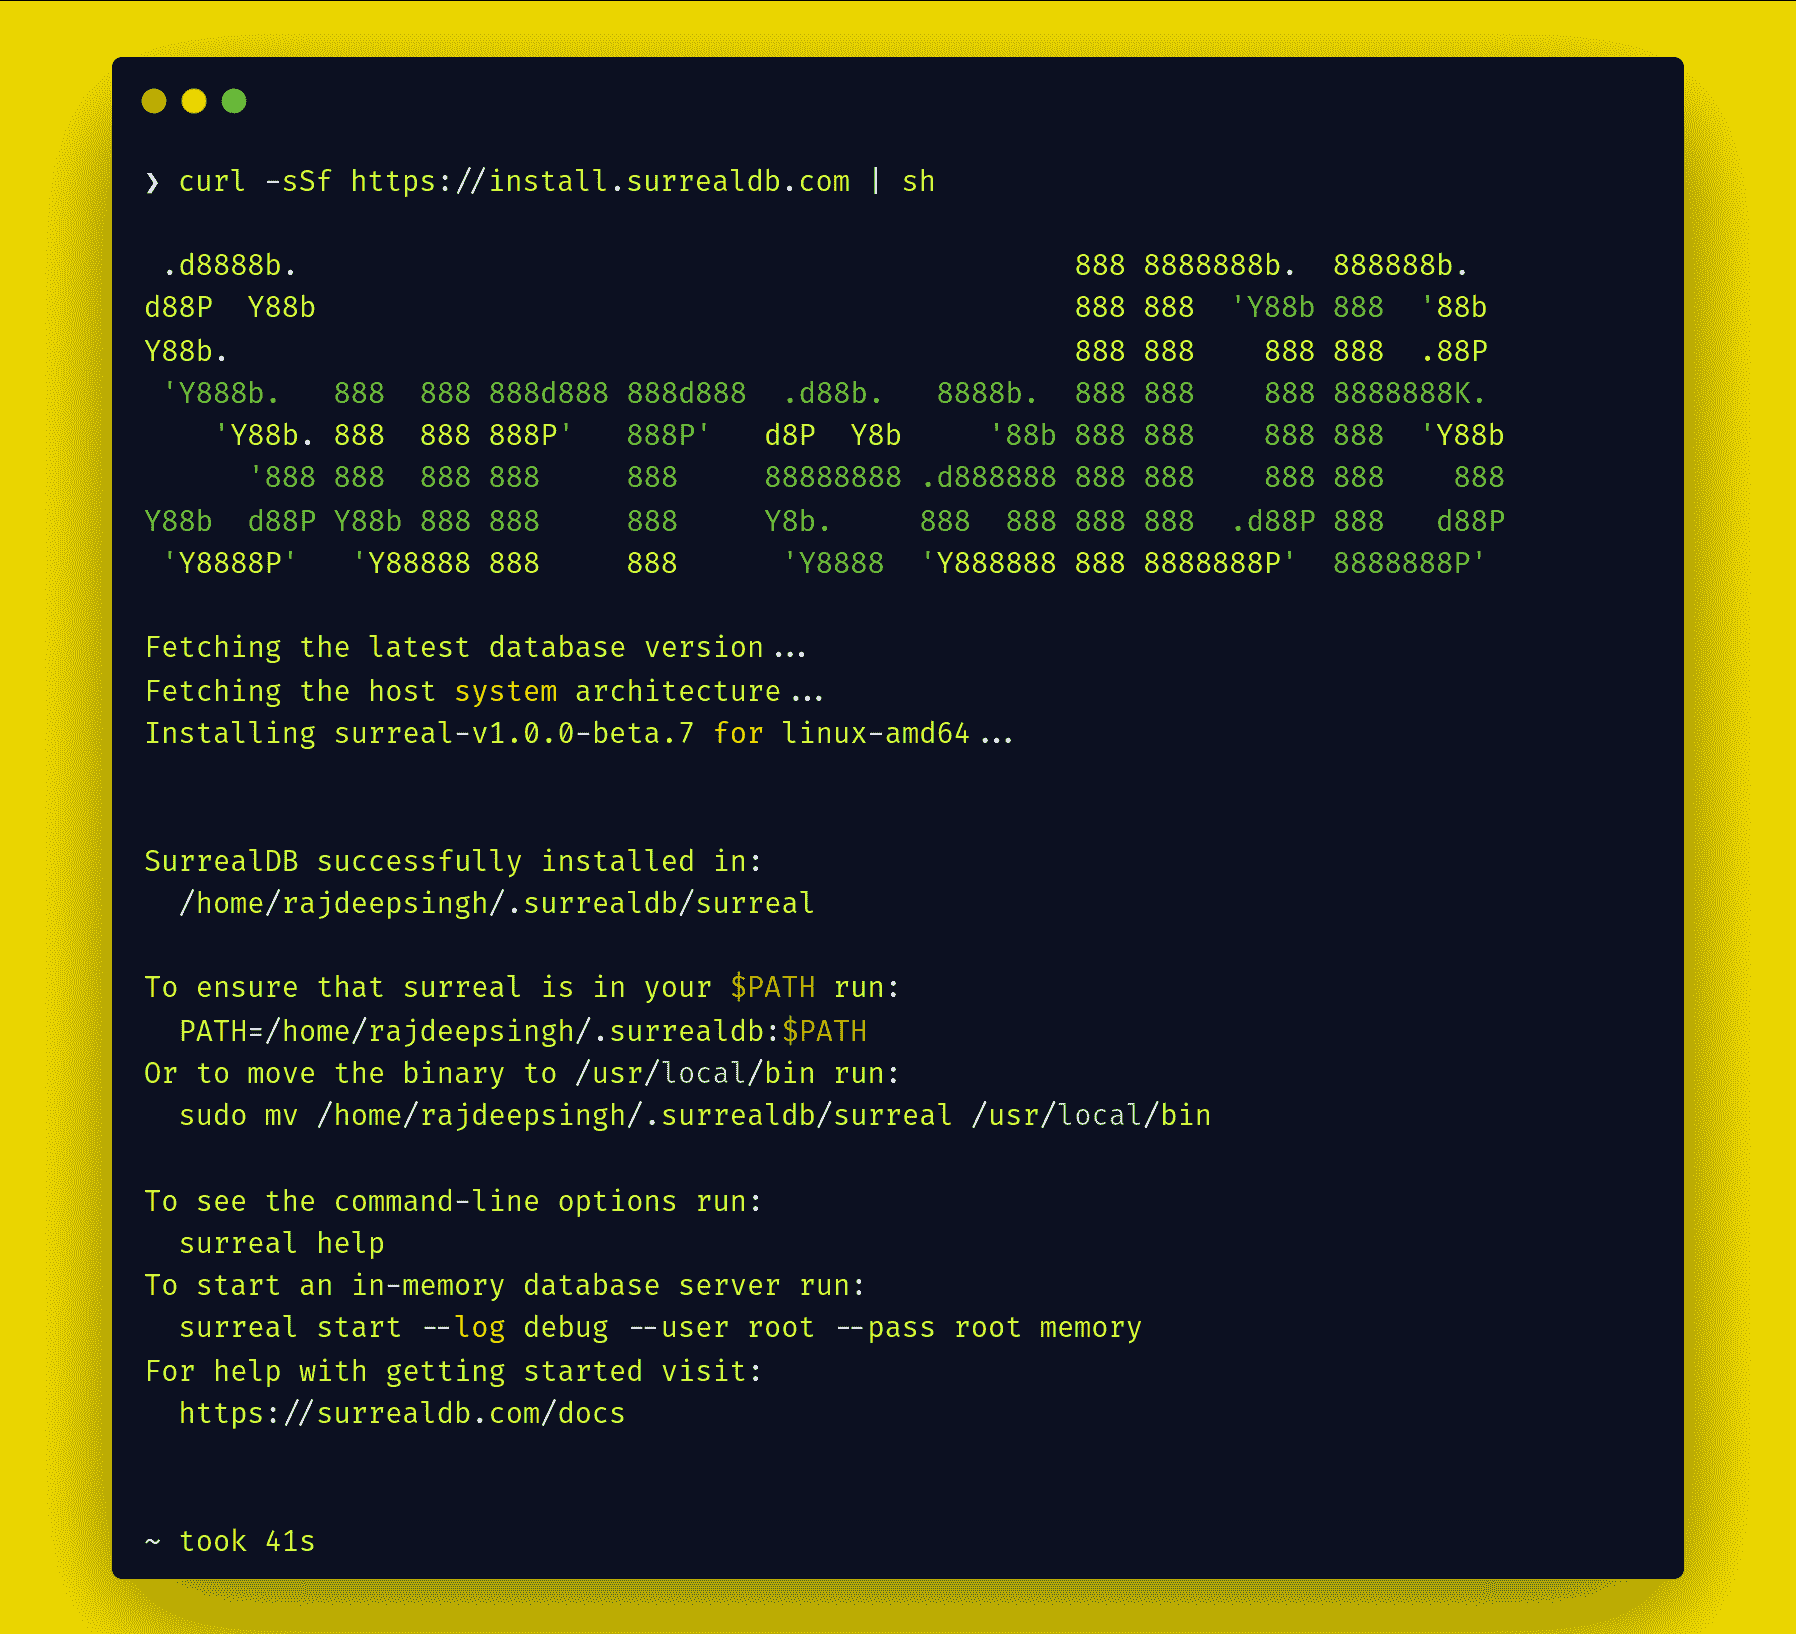 ❯ curl -sSf https://install.surrealdb.com | sh
 .d8888b.                                             888 8888888b.  888888b.
d88P  Y88b                                            888 888  'Y88b 888  '88b
Y88b.                                                 888 888    888 888  .88P
 'Y888b.   888  888 888d888 888d888  .d88b.   8888b.  888 888    888 8888888K.
    'Y88b. 888  888 888P'   888P'   d8P  Y8b     '88b 888 888    888 888  'Y88b
      '888 888  888 888     888     88888888 .d888888 888 888    888 888    888
Y88b  d88P Y88b 888 888     888     Y8b.     888  888 888 888  .d88P 888   d88P
 'Y8888P'   'Y88888 888     888      'Y8888  'Y888888 888 8888888P'  8888888P'
Fetching the latest database version...
Fetching the host system architecture...
Installing surreal-v1.0.0-beta.7 for linux-amd64...
SurrealDB successfully installed in:
  /home/rajdeepsingh/.surrealdb/surreal
To ensure that surreal is in your $PATH run:
  PATH=/home/rajdeepsingh/.surrealdb:$PATH
Or to move the binary to /usr/local/bin run:
  sudo mv /home/rajdeepsingh/.surrealdb/surreal /usr/local/bin
To see the command-line options run:
  surreal help
To start an in-memory database server run:
  surreal start --log debug --user root --pass root memory
For help with getting started visit:
  https://surrealdb.com/docs
~ took 41s